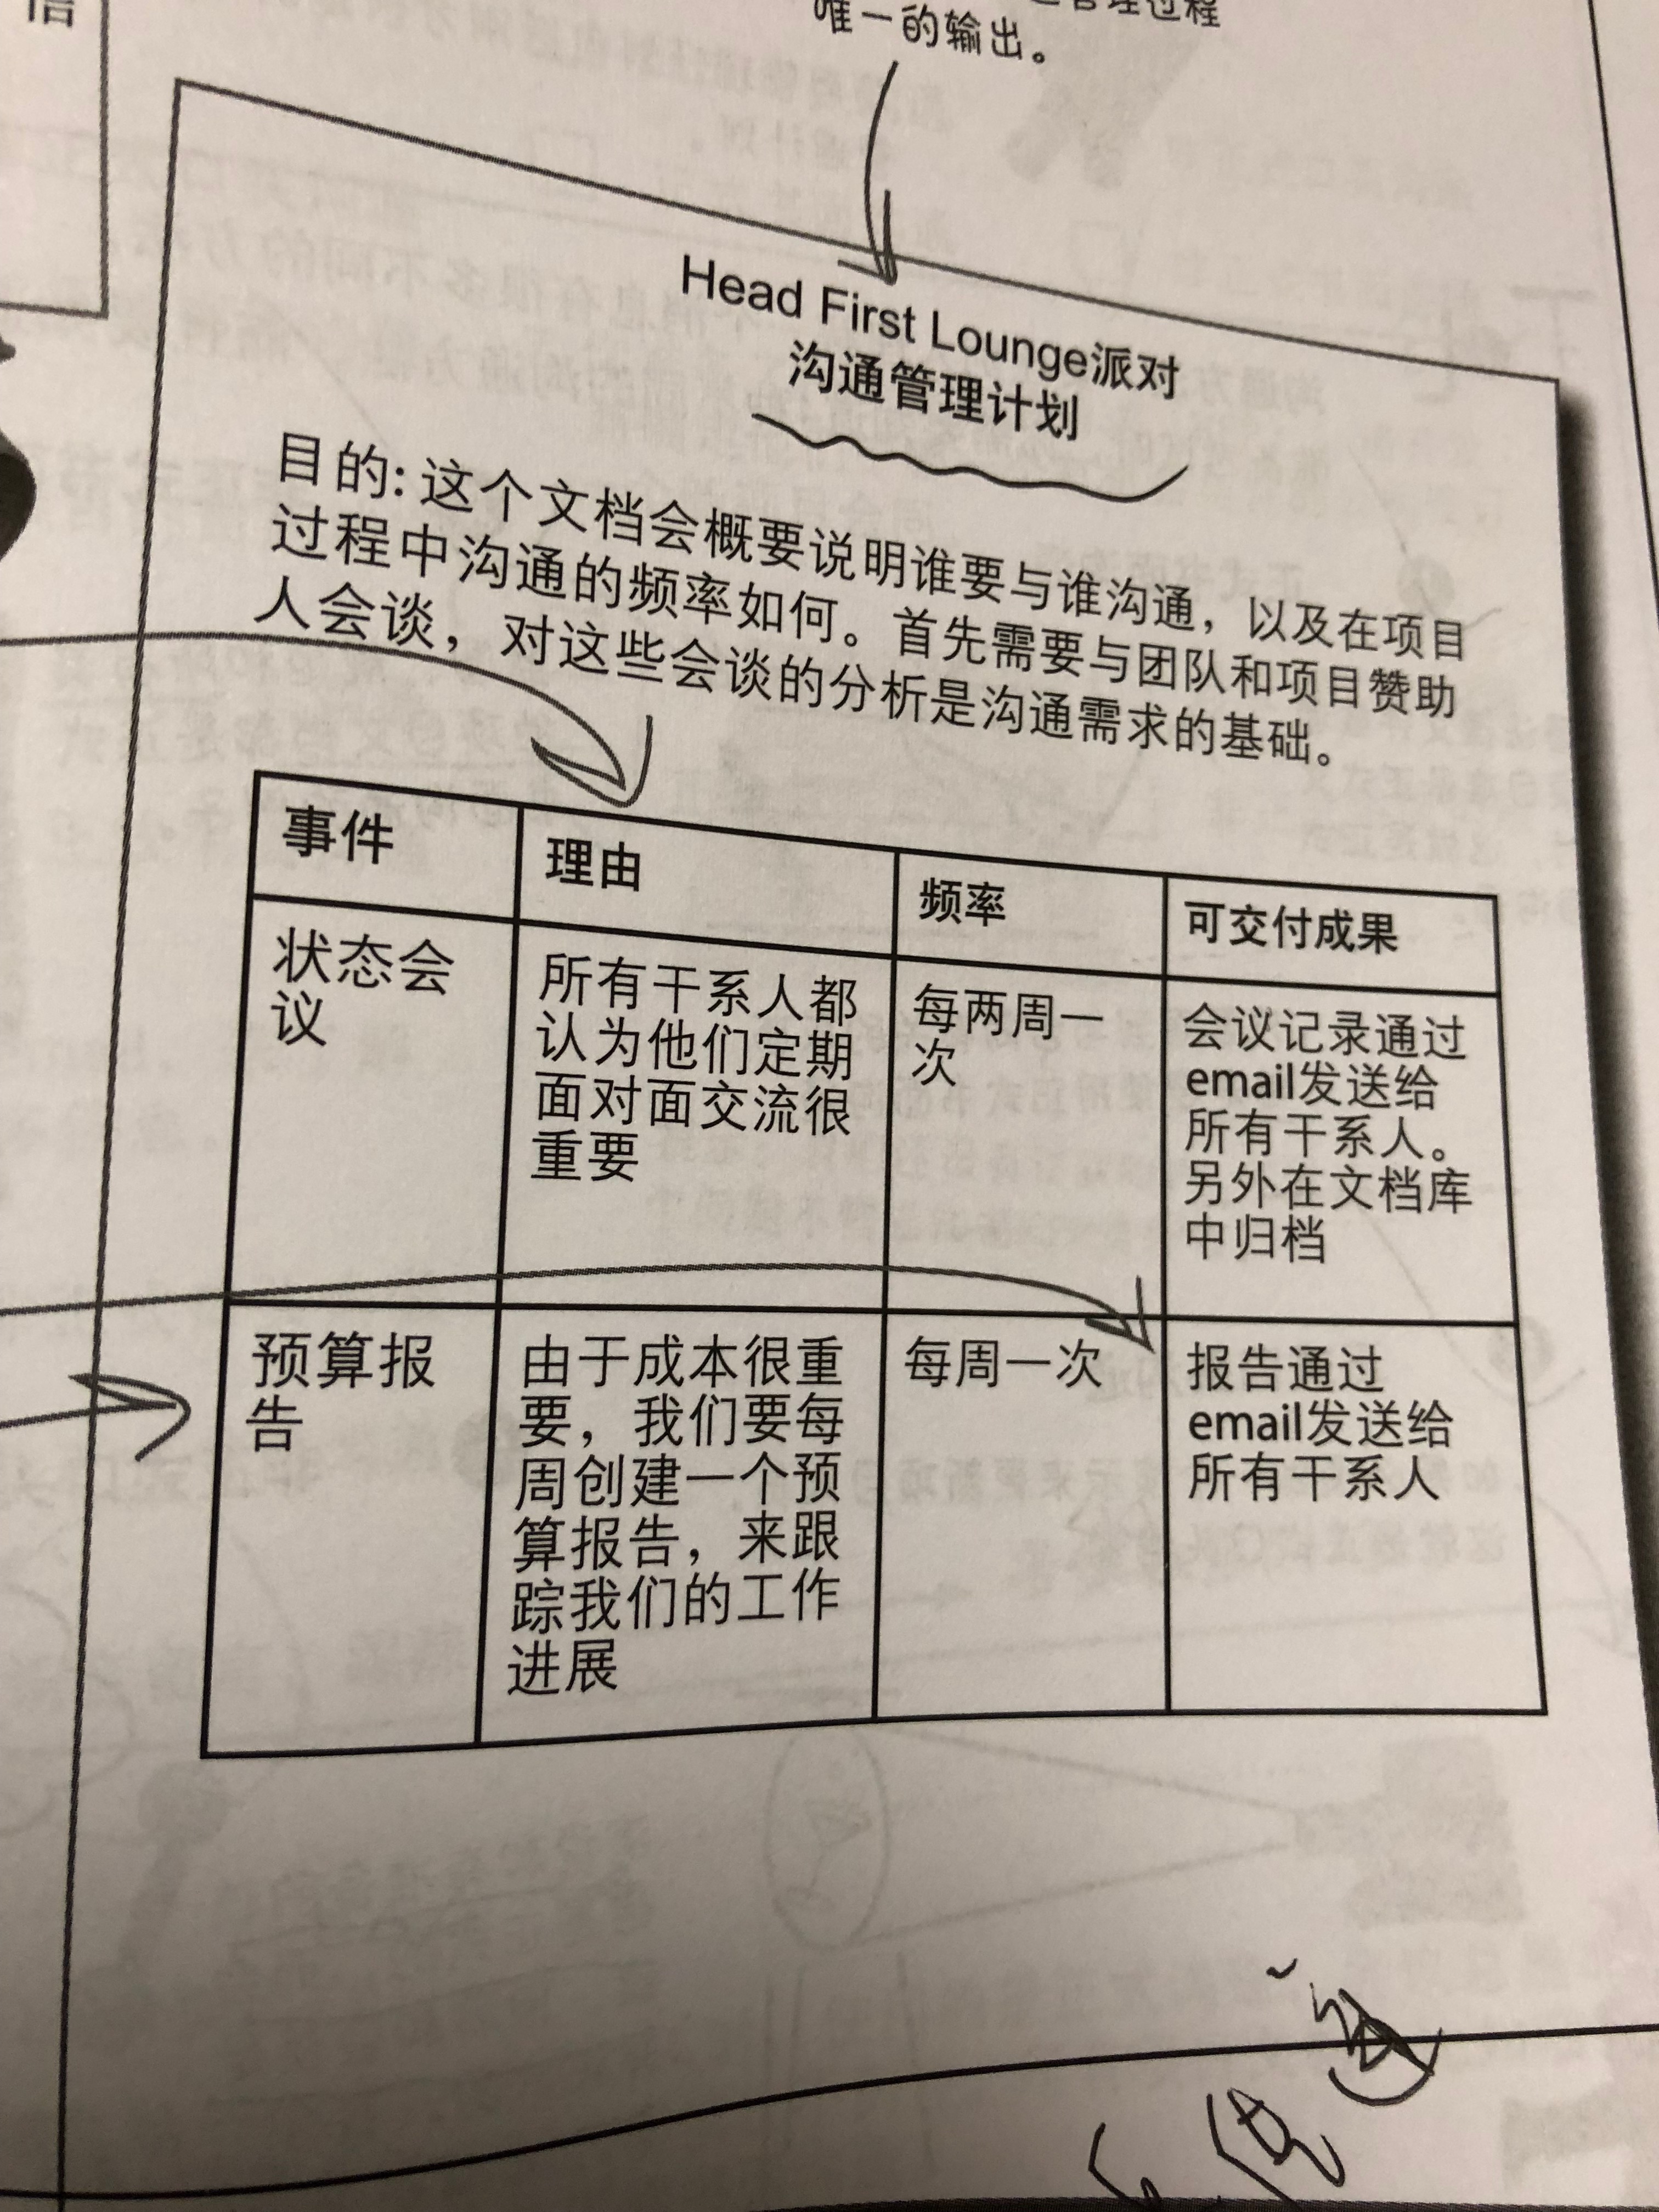 信
管理过程
唯一的输出。
Head First Lounge派对
沟通管理计划
目的:这个文档会概要说明谁要与谁沟通，以及在项目
过程中沟通的频率如何。首先需要与团队和项目赞助
人会谈，对这些会谈的分析是沟通需求的基础。
事件
理由
频率
可交付成果
状态会
议
所有干系人都
认为他们定期
面对面交流很
重要
每两周一
次
会议记录通过
email发送给
所有干系人。
另外在文档库
中归档
预算报
告
由于成本很重
要，我们要每
周创建一个预
算报告，来跟
踪我们的工作
进展
每周一次
报告通过
email发送给
所有干系人